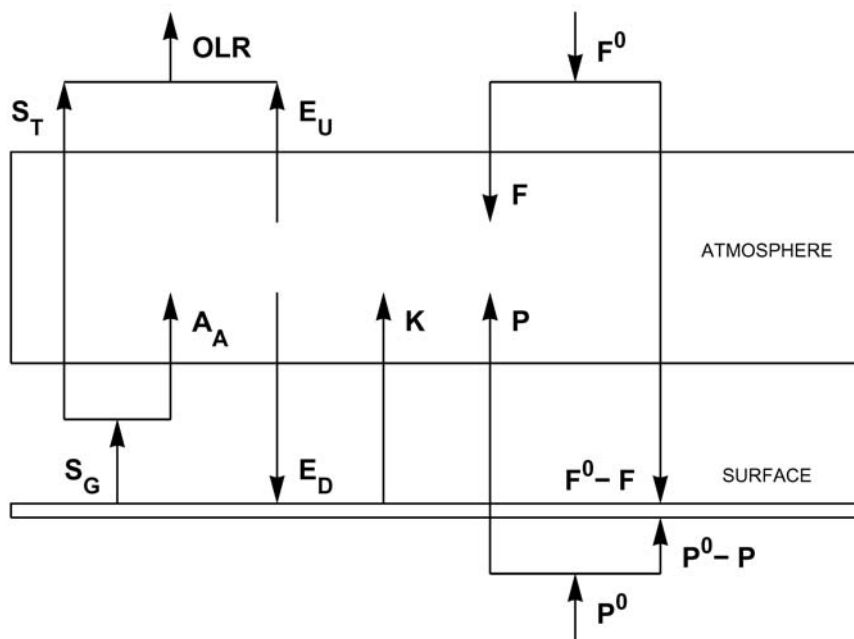 OLR
F⁰
S_T
E_U
F
ATMOSPHERE
A_A
K
P
S_G
E_D
F⁰– F
SURFACE
P⁰– P
P⁰